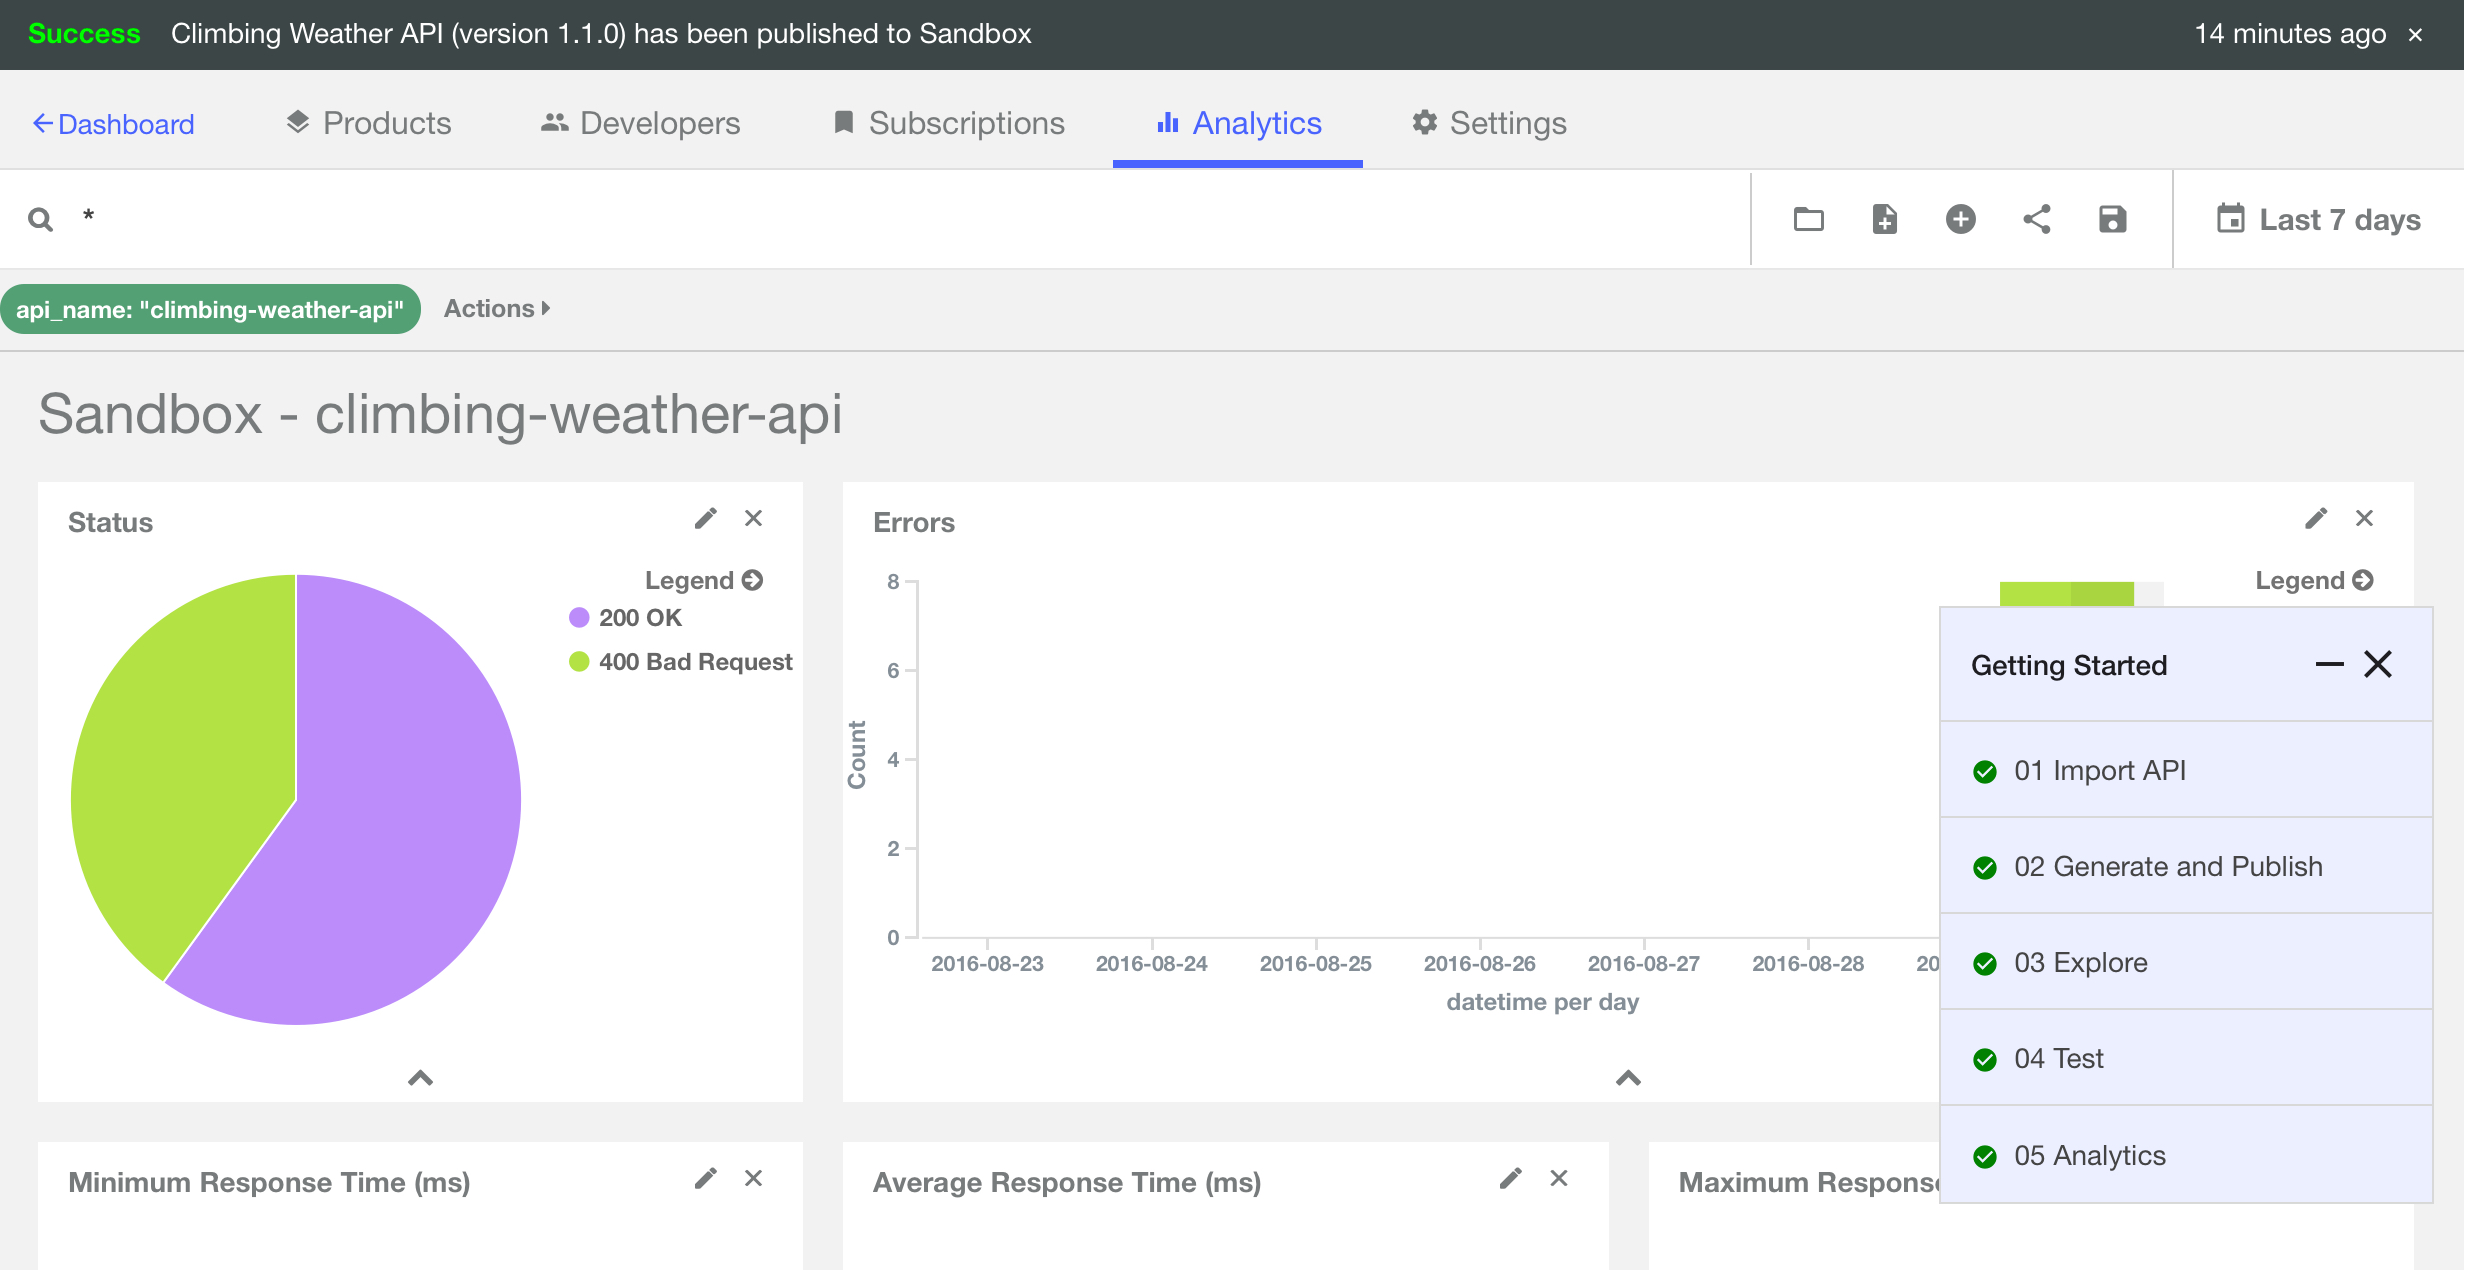 Success Climbing Weather API (version 1.1.0) has been published to Sandbox 14 minutes ago ×
Dashboard Products Developers Subscriptions Analytics Settings
* Last 7 days
api_name: "climbing-weather-api" Actions
Sandbox - climbing-weather-api
Status
Legend
200 OK
400 Bad Request
Errors
Legend
8
6
4
2
0
Count
2016-08-23 2016-08-24 2016-08-25 2016-08-26 2016-08-27 2016-08-28 20
datetime per day
Getting Started
01 Import API
02 Generate and Publish
03 Explore
04 Test
05 Analytics
Minimum Response Time (ms)
Average Response Time (ms)
Maximum Respons